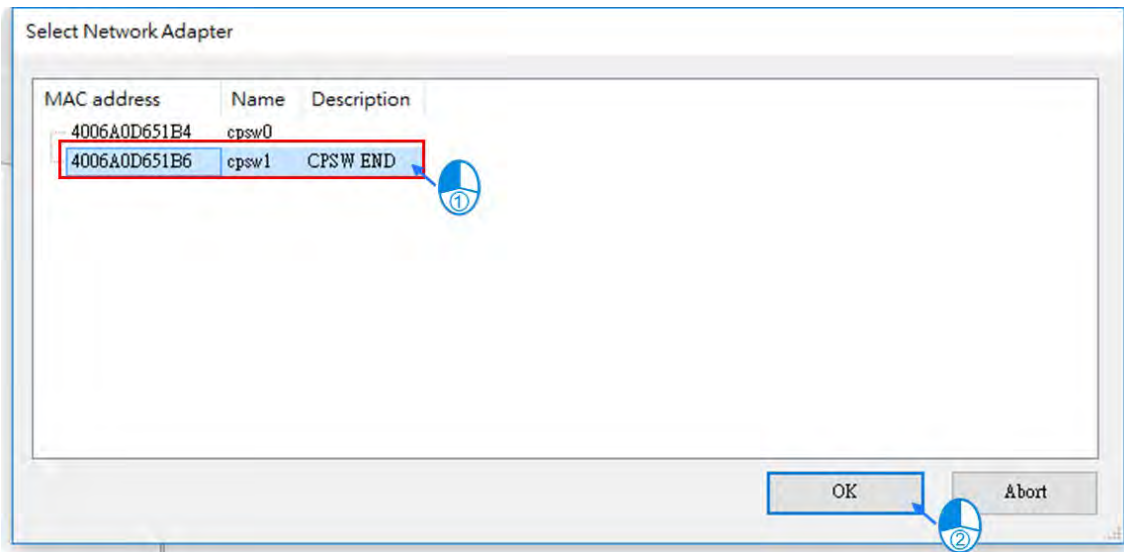 Select Network Adapter
MAC address Name Description
4006A0D651B4 cpsw0
4006A0D651B6 cpsw1 CPSW END
①
OK Abort
②